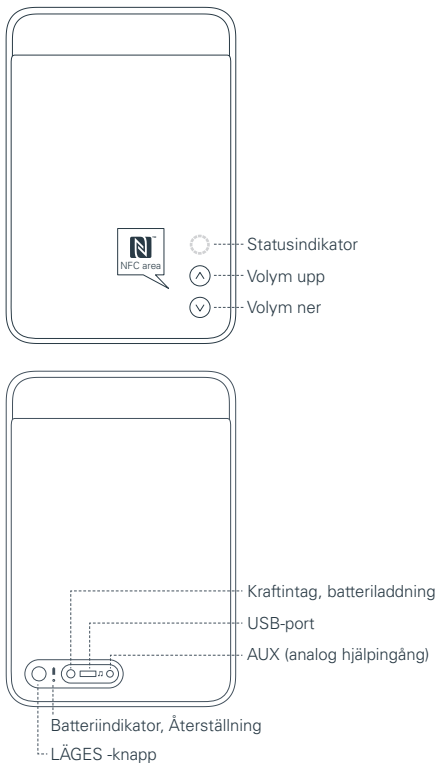 NFC area
Statusindikator
Volym upp
Volym ner
Kraftintag, batteriladdning
USB-port
AUX (analog hjälpingång)
Batteriindikator, Återställning
LÄGES -knapp